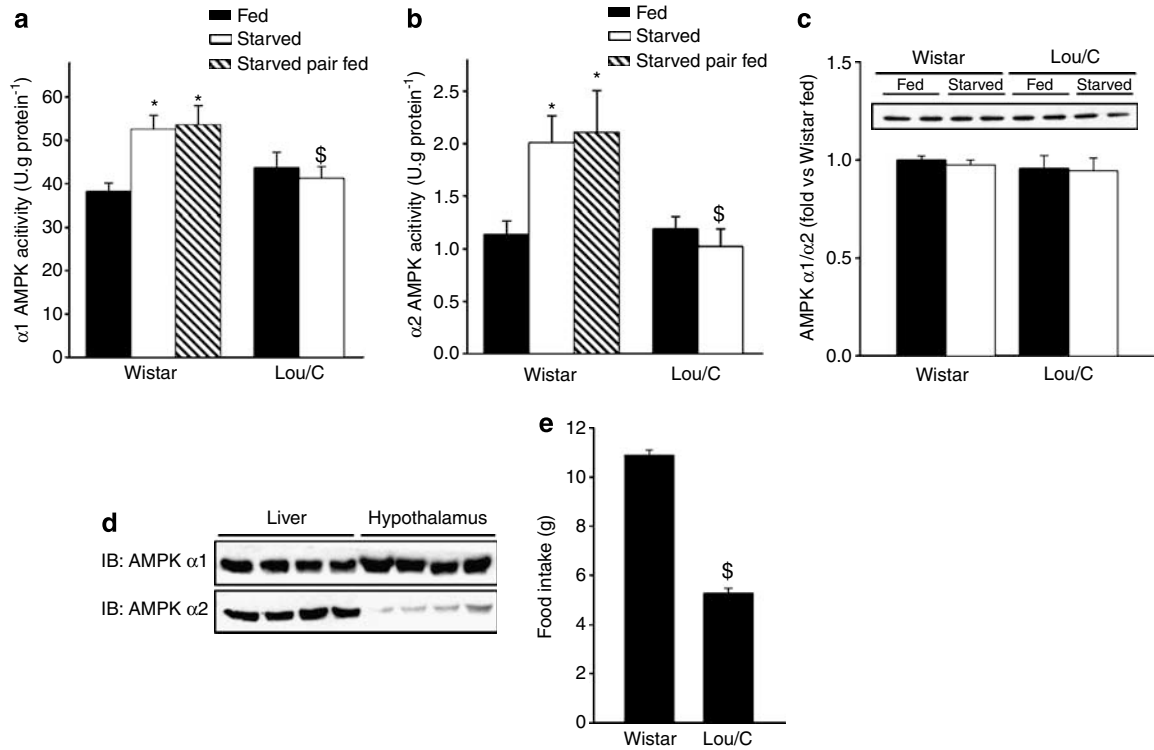 a
Fed
Starved
Starved pair fed
α1 AMPK acitivity (U.g protein⁻¹)
60
50
40
30
20
10
0
*
*
$
Wistar
Lou/C
b
Fed
Starved
Starved pair fed
α2 AMPK activity (U.g protein⁻¹)
2.5
2.0
1.5
1.0
0.5
0.0
*
*
$
Wistar
Lou/C
c
AMPK α1/α2 (fold vs Wistar fed)
1.5
1.0
0.5
0.0
Wistar Lou/C
Fed Starved Fed Starved
Wistar
Lou/C
d
Liver Hypothalamus
IB: AMPK α1
IB: AMPK α2
e
Food intake (g)
12
10
8
6
4
2
0
$
Wistar Lou/C